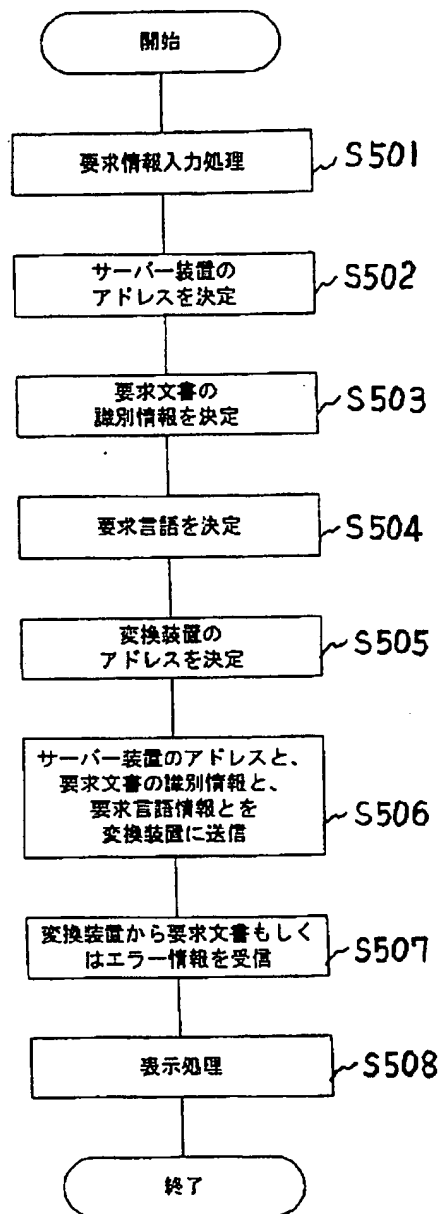 開始
要求情報入力処理
S501
サーバー装置の
アドレスを決定
S502
要求文書の
識別情報を決定
S503
要求言語を決定
S504
変換装置の
アドレスを決定
S505
サーバー装置のアドレスと、
要求文書の識別情報と、
要求言語情報とを
変換装置に送信
S506
変換装置から要求文書もしく
はエラー情報を受信
S507
表示処理
S508
終了